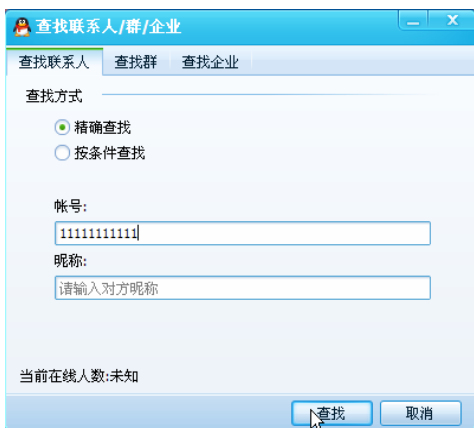 查找联系人/群/企业
查找联系人 查找群 查找企业
查找方式
精确查找
按条件查找
帐号:
11111111111
昵称:
请输入对方昵称
当前在线人数:未知
查找 取消